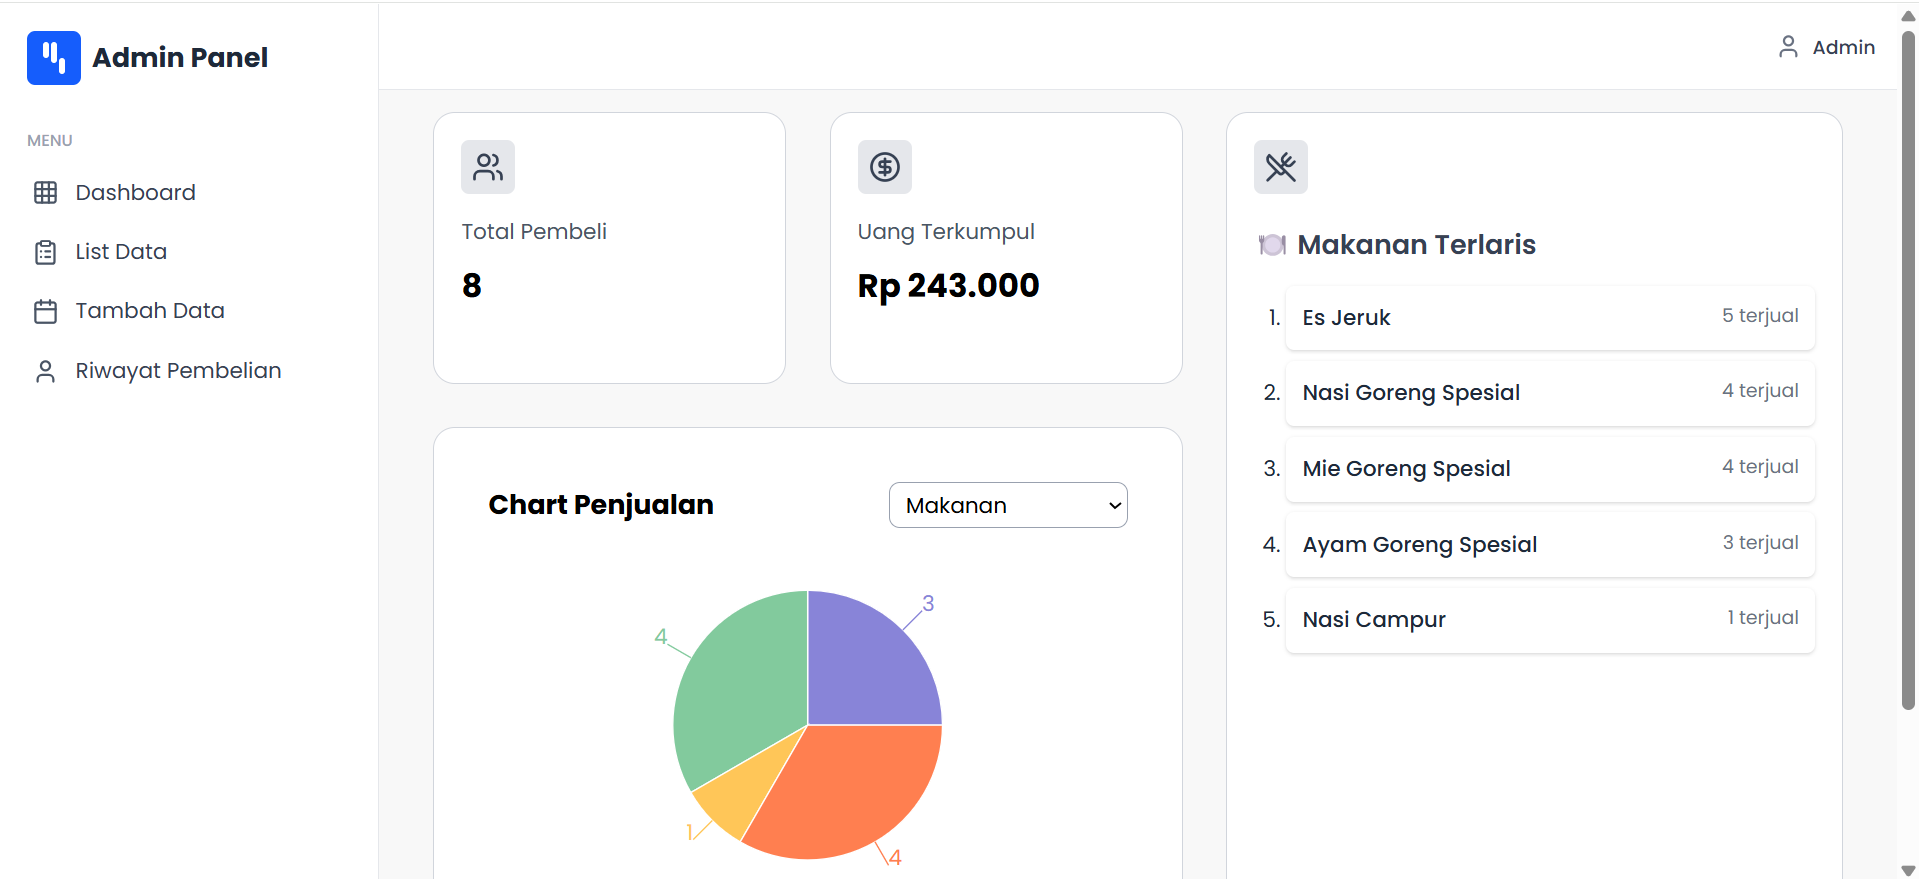 Admin Panel
Admin
MENU
Dashboard
List Data
Tambah Data
Riwayat Pembelian
Total Pembeli
8
Uang Terkumpul
Rp 243.000
Chart Penjualan
Makanan
3
4
1
4
🍽️ Makanan Terlaris
1. Es Jeruk 5 terjual
2. Nasi Goreng Spesial 4 terjual
3. Mie Goreng Spesial 4 terjual
4. Ayam Goreng Spesial 3 terjual
5. Nasi Campur 1 terjual